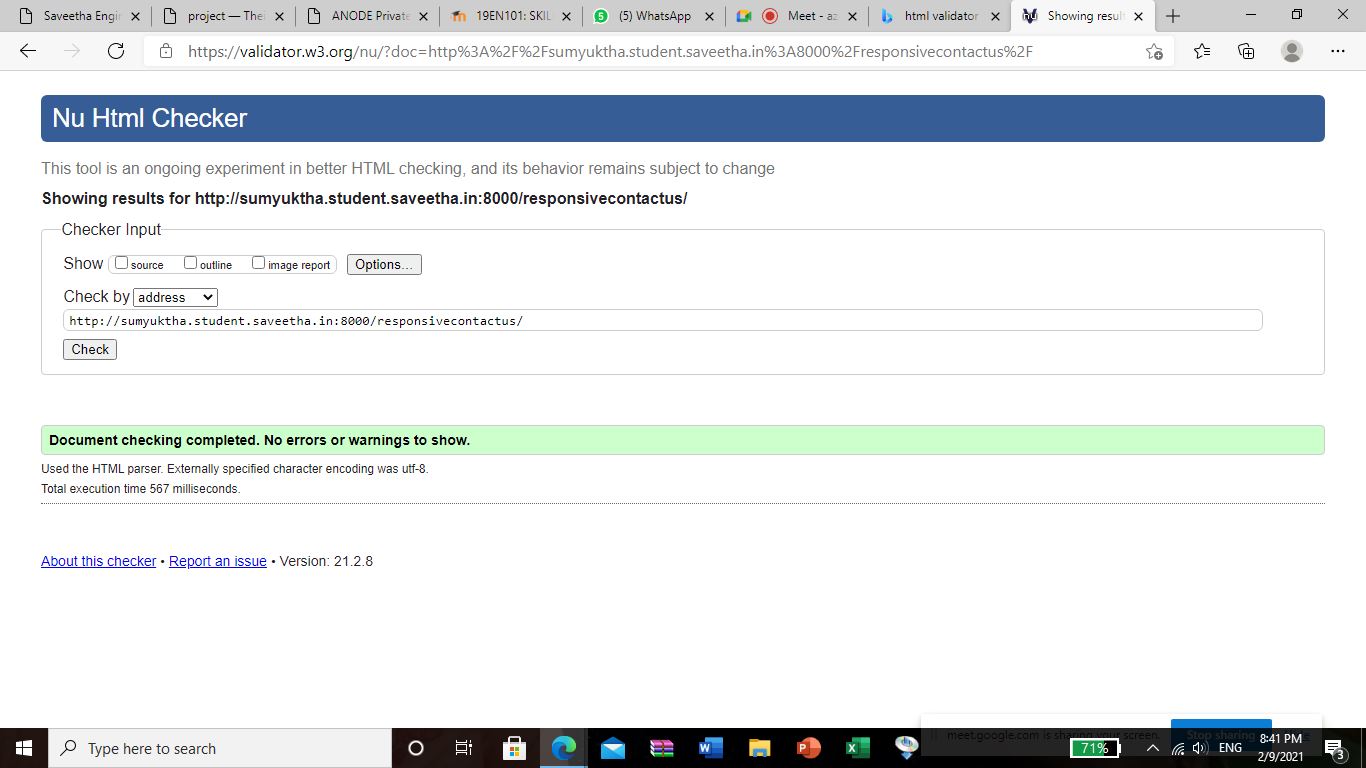 Saveetha Engin
project — Thei
ANODE Private
19EN101: SKIL
(5) WhatsApp
Meet - az
html validator
Showing result
https://validator.w3.org/nu/?doc=http%3A%2F%2Fsumyuktha.student.saveetha.in%3A8000%2Fresponsivecontactus%2F
Nu Html Checker
This tool is an ongoing experiment in better HTML checking, and its behavior remains subject to change
Showing results for http://sumyuktha.student.saveetha.in:8000/responsivecontactus/
Checker Input
Show source outline image report Options...
Check by address
http://sumyuktha.student.saveetha.in:8000/responsivecontactus/
Check
Document checking completed. No errors or warnings to show.
Used the HTML parser. Externally specified character encoding was utf-8.
Total execution time 567 milliseconds.
About this checker • Report an issue • Version: 21.2.8
meet.google.com is sharing your screen. Stop sharing
Type here to search
71%
ENG
8:41 PM
2/9/2021
3